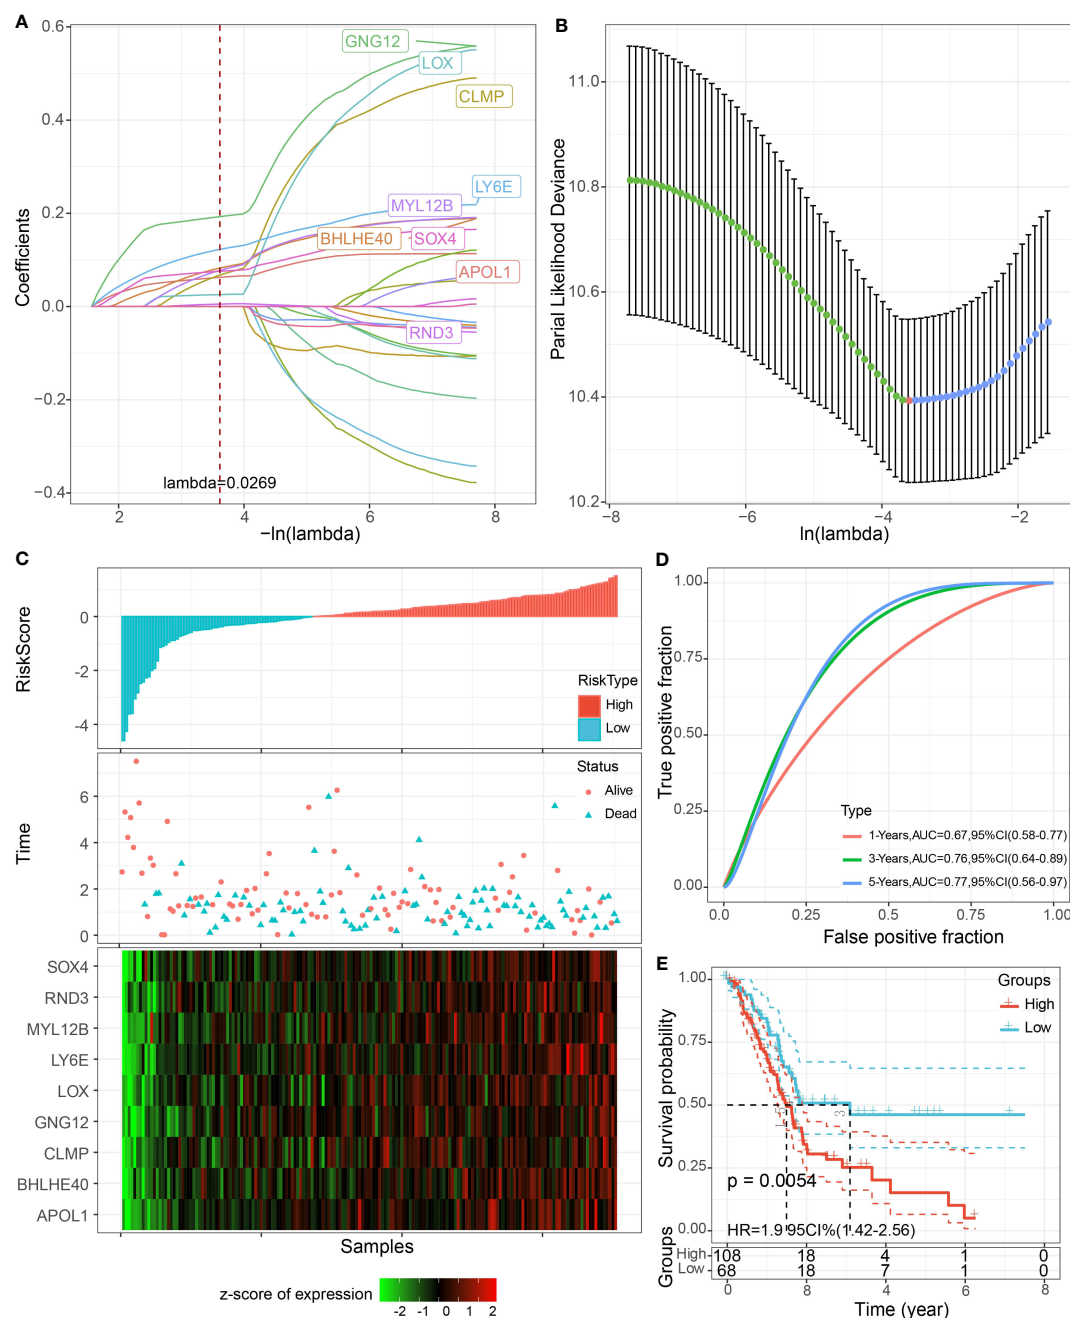 A
0.6
0.4
0.2
0.0
−0.2
−0.4
Coefficients
GNG12
LOX
CLMP
LY6E
MYL12B
BHLHE40
SOX4
APOL1
RND3
lambda=0.0269
2 4 6 8
−ln(lambda)
B
11.0
10.8
10.6
10.4
10.2
Parial Likelihood Deviance
−8 −6 −4 −2
ln(lambda)
C
0
-2
-4
RiskScore
RiskType
High
Low
6
4
2
0
Time
Status
Alive
Dead
SOX4
RND3
MYL12B
LY6E
LOX
GNG12
CLMP
BHLHE40
APOL1
Samples
z-score of expression
-2 -1 0 1 2
D
1.00
0.75
0.50
0.25
0.00
True positive fraction
Type
1-Years,AUC=0.67,95%CI(0.58-0.77)
3-Years,AUC=0.76,95%CI(0.64-0.89)
5-Years,AUC=0.77,95%CI(0.56-0.97)
0.0 0.25 0.5 0.75 1.00
False positive fraction
E
1.00
0.75
0.50
0.25
0.00
Survival probability
Groups
High
Low
3
p = 0.0054
HR=1.9 95CI%(1.42-2.56)
Groups
High 108 18 4 1 0
Low 68 18 7 1 0
0 8 4 6 8
Time (year)